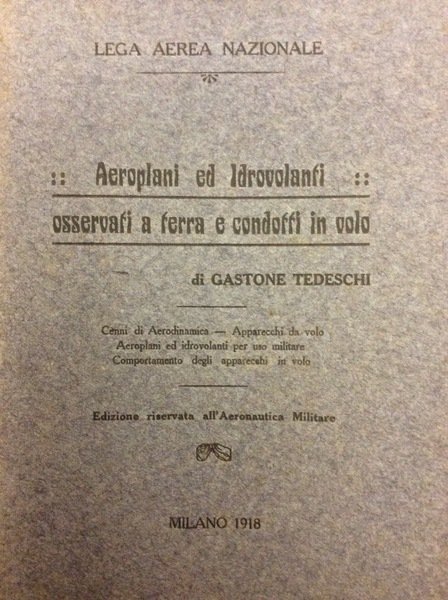 LEGA AEREA NAZIONALE
:: Aeroplani ed Idrovolanti ::
osservati a terra e condotti in volo
di GASTONE TEDESCHI
Cenni di Aerodinamica — Apparecchi da volo
Aeroplani ed idrovolanti per uso militare
Comportamento degli apparecchi in volo
Edizione riservata all'Aeronautica Militare
MILANO 1918